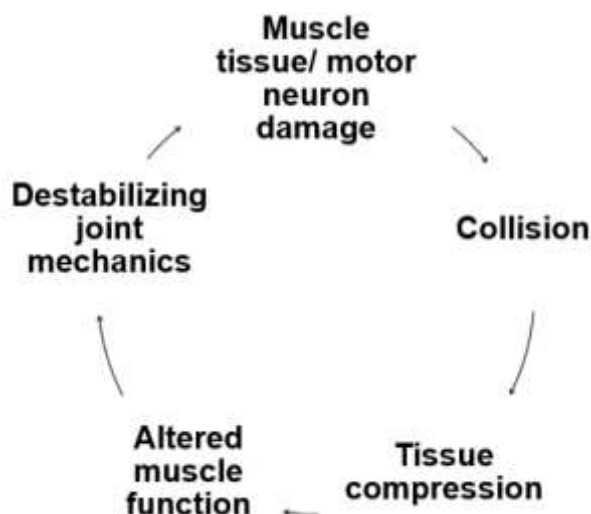 Muscle
tissue/ motor
neuron
damage
Collision
Tissue
compression
Altered
muscle
function
Destabilizing
joint
mechanics